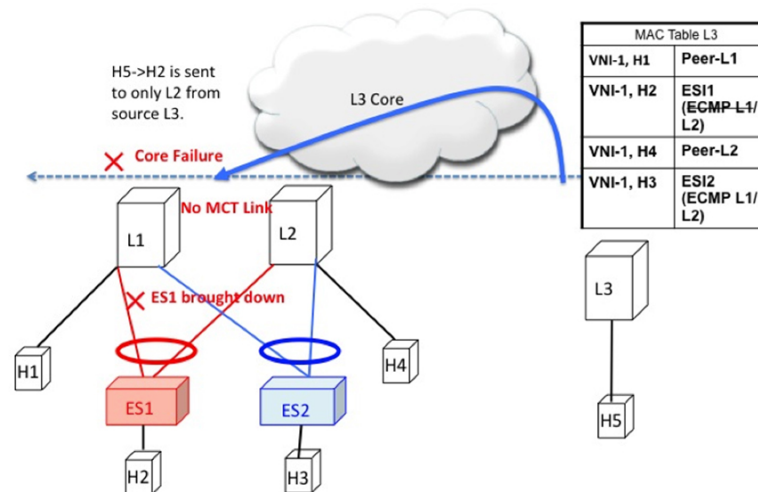 H5->H2 is sent
to only L2 from
source L3.
L3 Core
Core Failure
No MCT Link
L1
L2
ES1 brought down
H1
H4
ES1
ES2
H2
H3
L3
H5
MAC Table L3
VNI-1, H1 Peer-L1
VNI-1, H2 ESI1
(ECMP L1/
L2)
VNI-1, H4 Peer-L2
VNI-1, H3 ESI2
(ECMP L1/
L2)